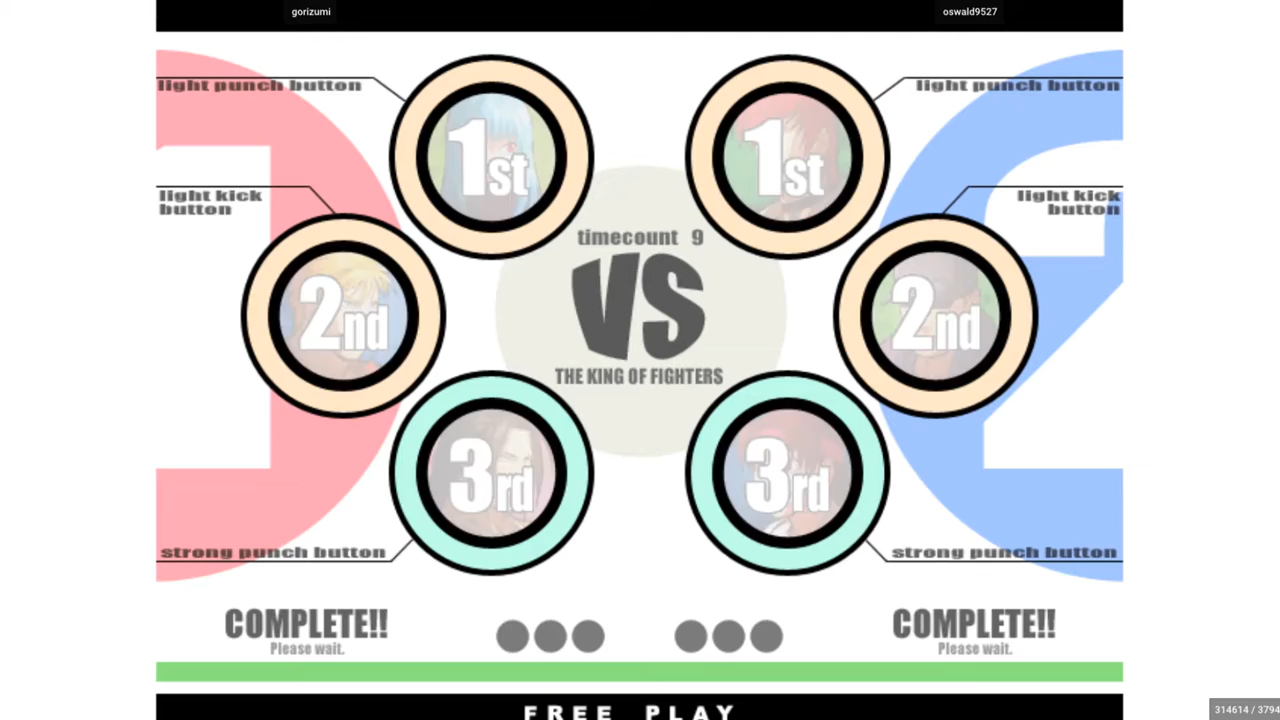 gorizumi
oswald9527
light punch button
light punch button
1st
1st
light kick
button
light kick
button
timecount 9
VS
THE KING OF FIGHTERS
2nd
2nd
3rd
3rd
strong punch button
strong punch button
COMPLETE!!
Please wait.
COMPLETE!!
Please wait.
FREE PLAY
314614 / 3794